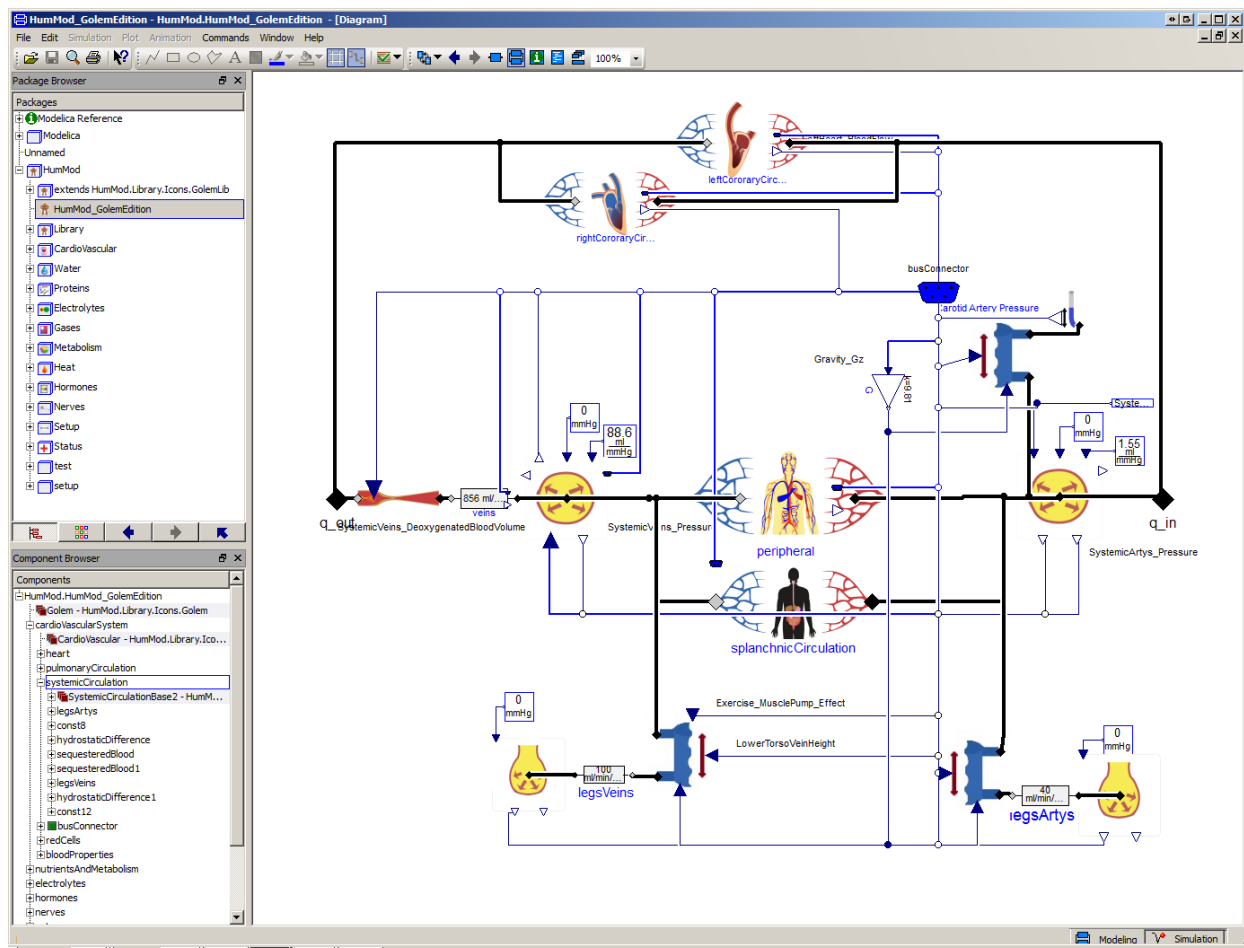 HumMod_GolemEdition - HumMod.HumMod_GolemEdition - [Diagram]
File Edit Simulation Plot Animation Commands Window Help
A
100%
Package Browser
Packages
Modelica Reference
Modelica
Unnamed
HumMod
extends HumMod.Library.Icons.GolemLib
HumMod_GolemEdition
Library
CardioVascular
Water
Proteins
Electrolytes
Gases
Metabolism
Heat
Hormones
Nerves
Setup
Status
test
setup
Component Browser
Components
HumMod.HumMod_GolemEdition
Golem - HumMod.Library.Icons.Golem
cardioVascularSystem
CardioVascular - HumMod.Library.Ico...
heart
pulmonaryCirculation
systemicCirculation
SystemicCirculationBase2 - HumM...
legsArtys
const8
hydrostaticDifference
sequesteredBlood
sequesteredBlood1
legsVeins
hydrostaticDifference1
const12
busConnector
redCells
bloodProperties
nutrientsAndMetabolism
electrolytes
hormones
nerves
LeftHeart_BloodFlow
leftCororaryCirc...
rightCororaryCir...
busConnector
arotid Artery Pressure
Gravity_Gz
k=9.81
G
Syste...
0
mmHg
88.6
ml
mmHg
0
mmHg
1.55
ml
mmHg
856 ml/...
veins
q_out
SystemicVeins_DeoxygenatedBloodVolume
SystemicV ns_Pressur
peripheral
q_in
SystemicArtys_Pressure
splanchnicCirculation
0
mmHg
Exercise_MusclePump_Effect
LowerTorsoVeinHeight
100
ml/min/...
legsVeins
0
mmHg
40
ml/min/...
legsArtys
Modeling
Simulation